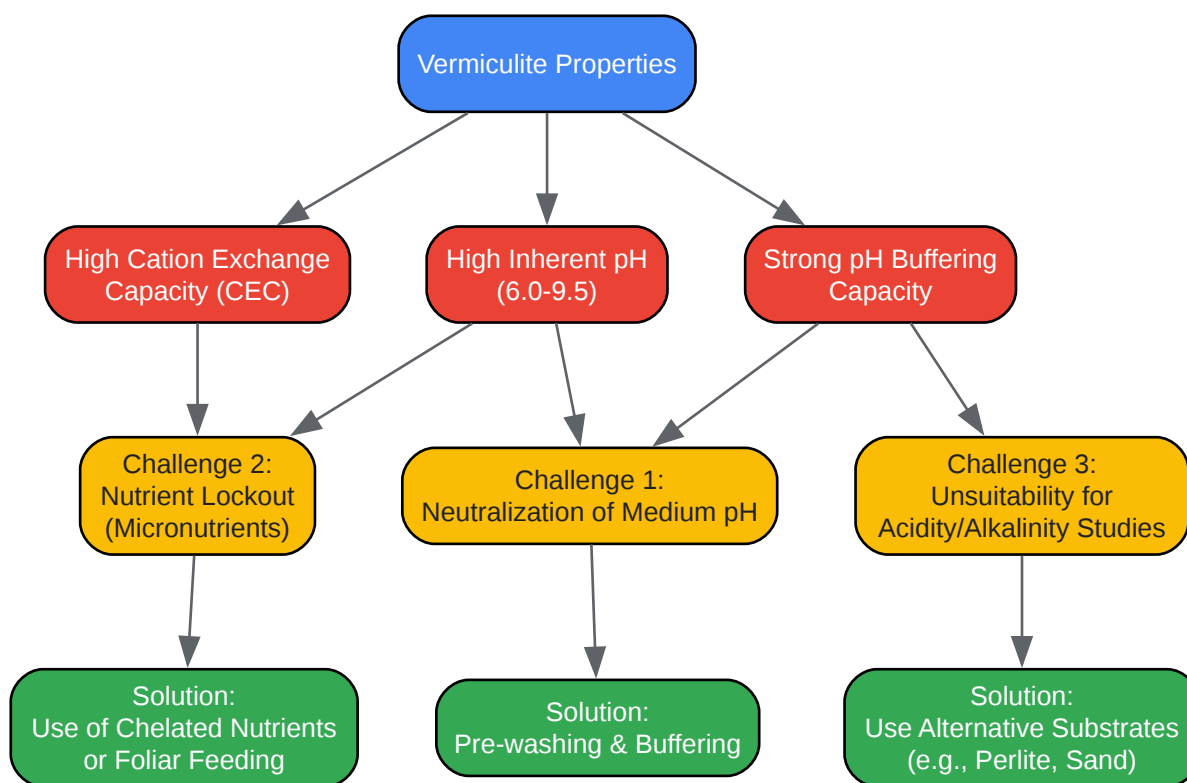 Vermiculite Properties
High Cation Exchange
Capacity (CEC)
High Inherent pH
(6.0-9.5)
Strong pH Buffering
Capacity
Challenge 2:
Nutrient Lockout
(Micronutrients)
Challenge 1:
Neutralization of Medium pH
Challenge 3:
Unsuitability for
Acidity/Alkalinity Studies
Solution:
Use of Chelated Nutrients
or Foliar Feeding
Solution:
Pre-washing & Buffering
Solution:
Use Alternative Substrates
(e.g., Perlite, Sand)